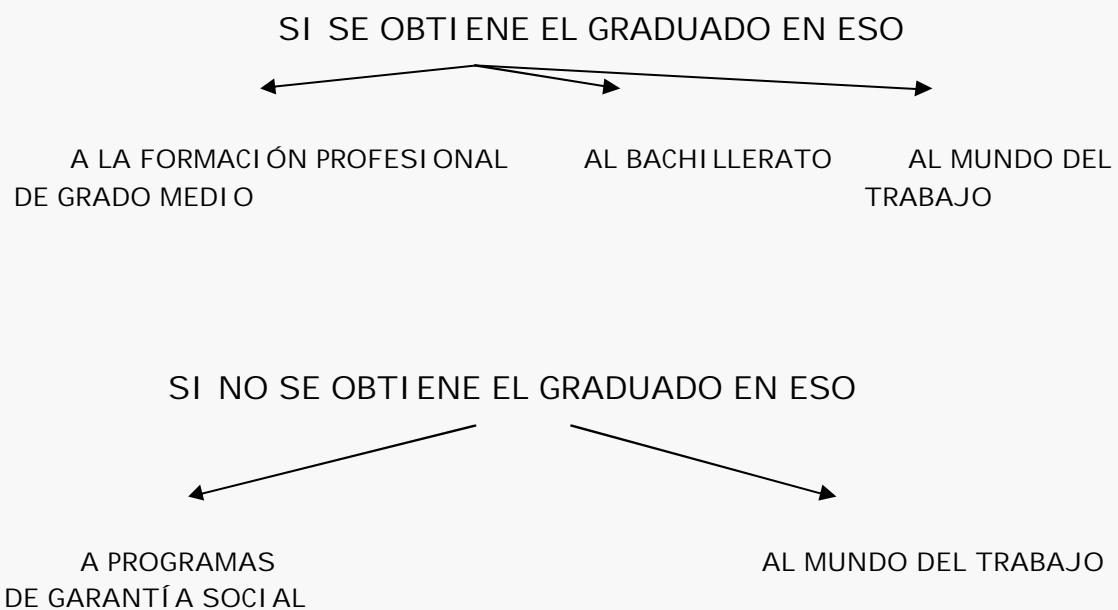 SI SE OBTIENE EL GRADUADO EN ESO
A LA FORMACIÓN PROFESIONAL
DE GRADO MEDIO
AL BACHILLERATO
AL MUNDO DEL
TRABAJO
SI NO SE OBTIENE EL GRADUADO EN ESO
A PROGRAMAS
DE GARANTÍA SOCIAL
AL MUNDO DEL TRABAJO